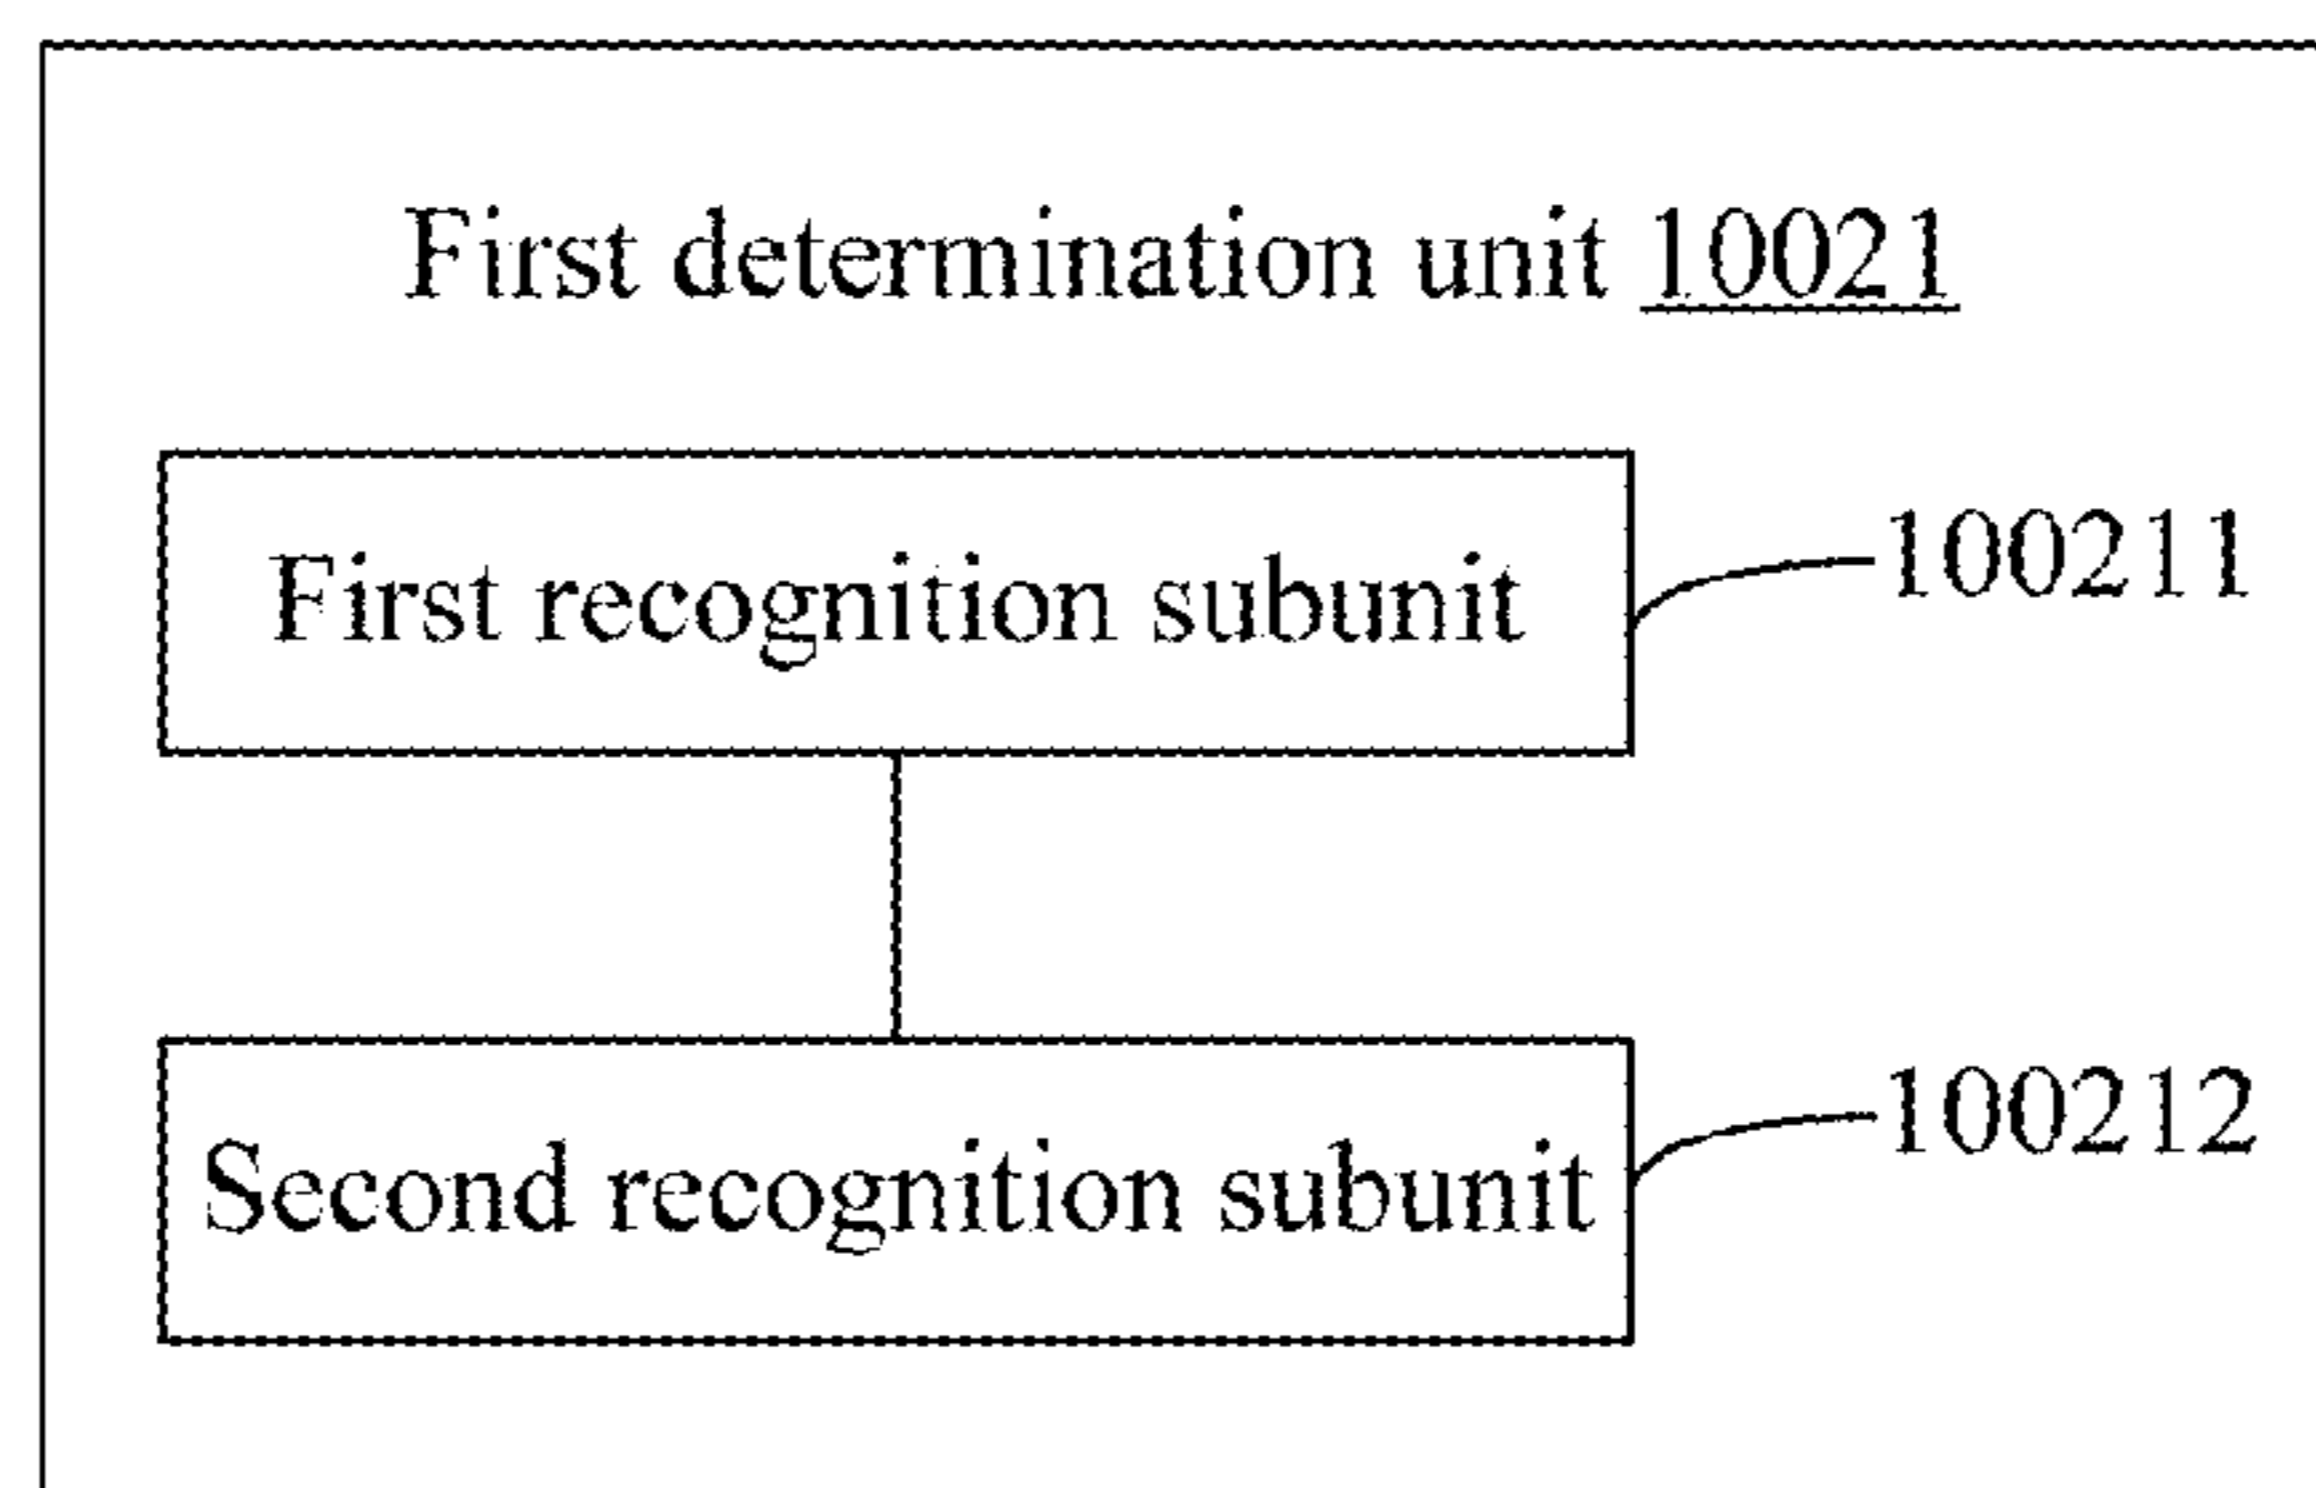 First determination unit 10021
First recognition subunit
100211
Second recognition subunit
100212